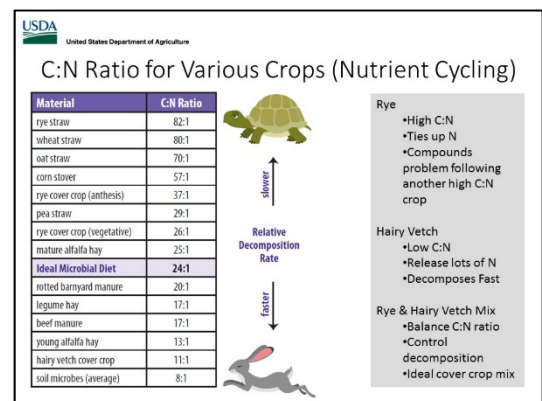 USDA
United States Department of Agriculture
C:N Ratio for Various Crops (Nutrient Cycling)
Material C:N Ratio
rye straw 82:1
wheat straw 80:1
oat straw 70:1
corn stover 57:1
rye cover crop (anthesis) 37:1
pea straw 29:1
rye cover crop (vegetative) 26:1
mature alfalfa hay 25:1
Ideal Microbial Diet 24:1
rotted barnyard manure 20:1
legume hay 17:1
beef manure 17:1
young alfalfa hay 13:1
hairy vetch cover crop 11:1
soil microbes (average) 8:1
slower
Relative
Decomposition
Rate
faster
Rye
•High C:N
•Ties up N
•Compounds
problem following
another high C:N
crop
Hairy Vetch
•Low C:N
•Release lots of N
•Decomposes Fast
Rye & Hairy Vetch Mix
•Balance C:N ratio
•Control
decomposition
•Ideal cover crop mix